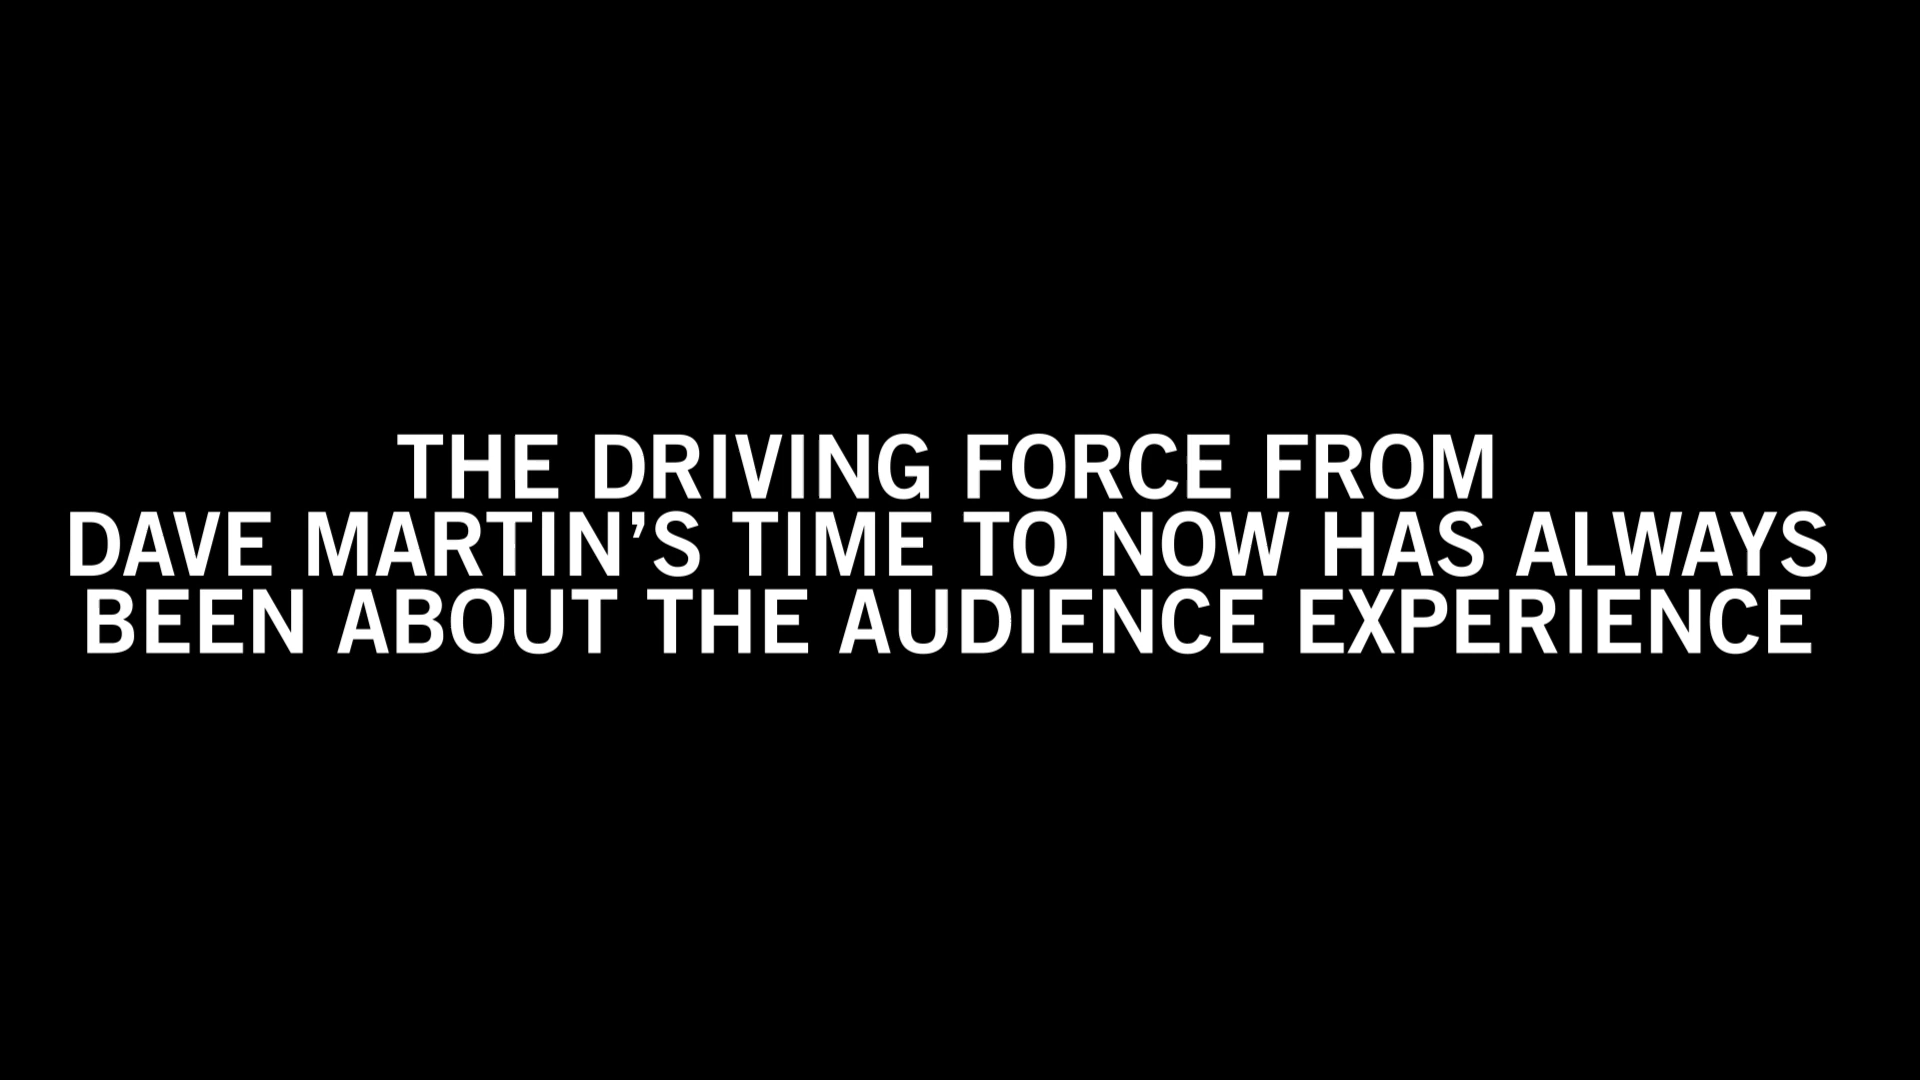 THE DRIVING FORCE FROM
DAVE MARTIN’S TIME TO NOW HAS ALWAYS
BEEN ABOUT THE AUDIENCE EXPERIENCE